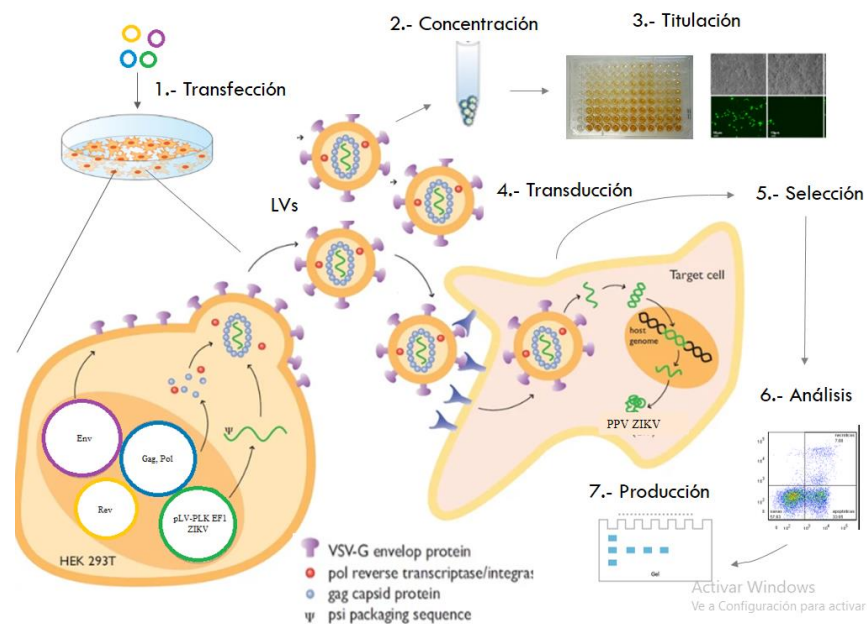 2.- Concentración
3.- Titulación
1.- Transfección
LVs
4.- Transducción
5.- Selección
Target cell
host
genome
PPV ZIKV
6.- Análisis
Env
Gag, Pol
Rev
pLV-PLK EF1
ZIKV
Ψ
HEK 293T
7.- Producción
Gel
VSV-G envelop protein
pol reverse transcriptase/integras
gag capsid protein
Ψ psi packaging sequence
Activar Windows
Ve a Configuración para activar